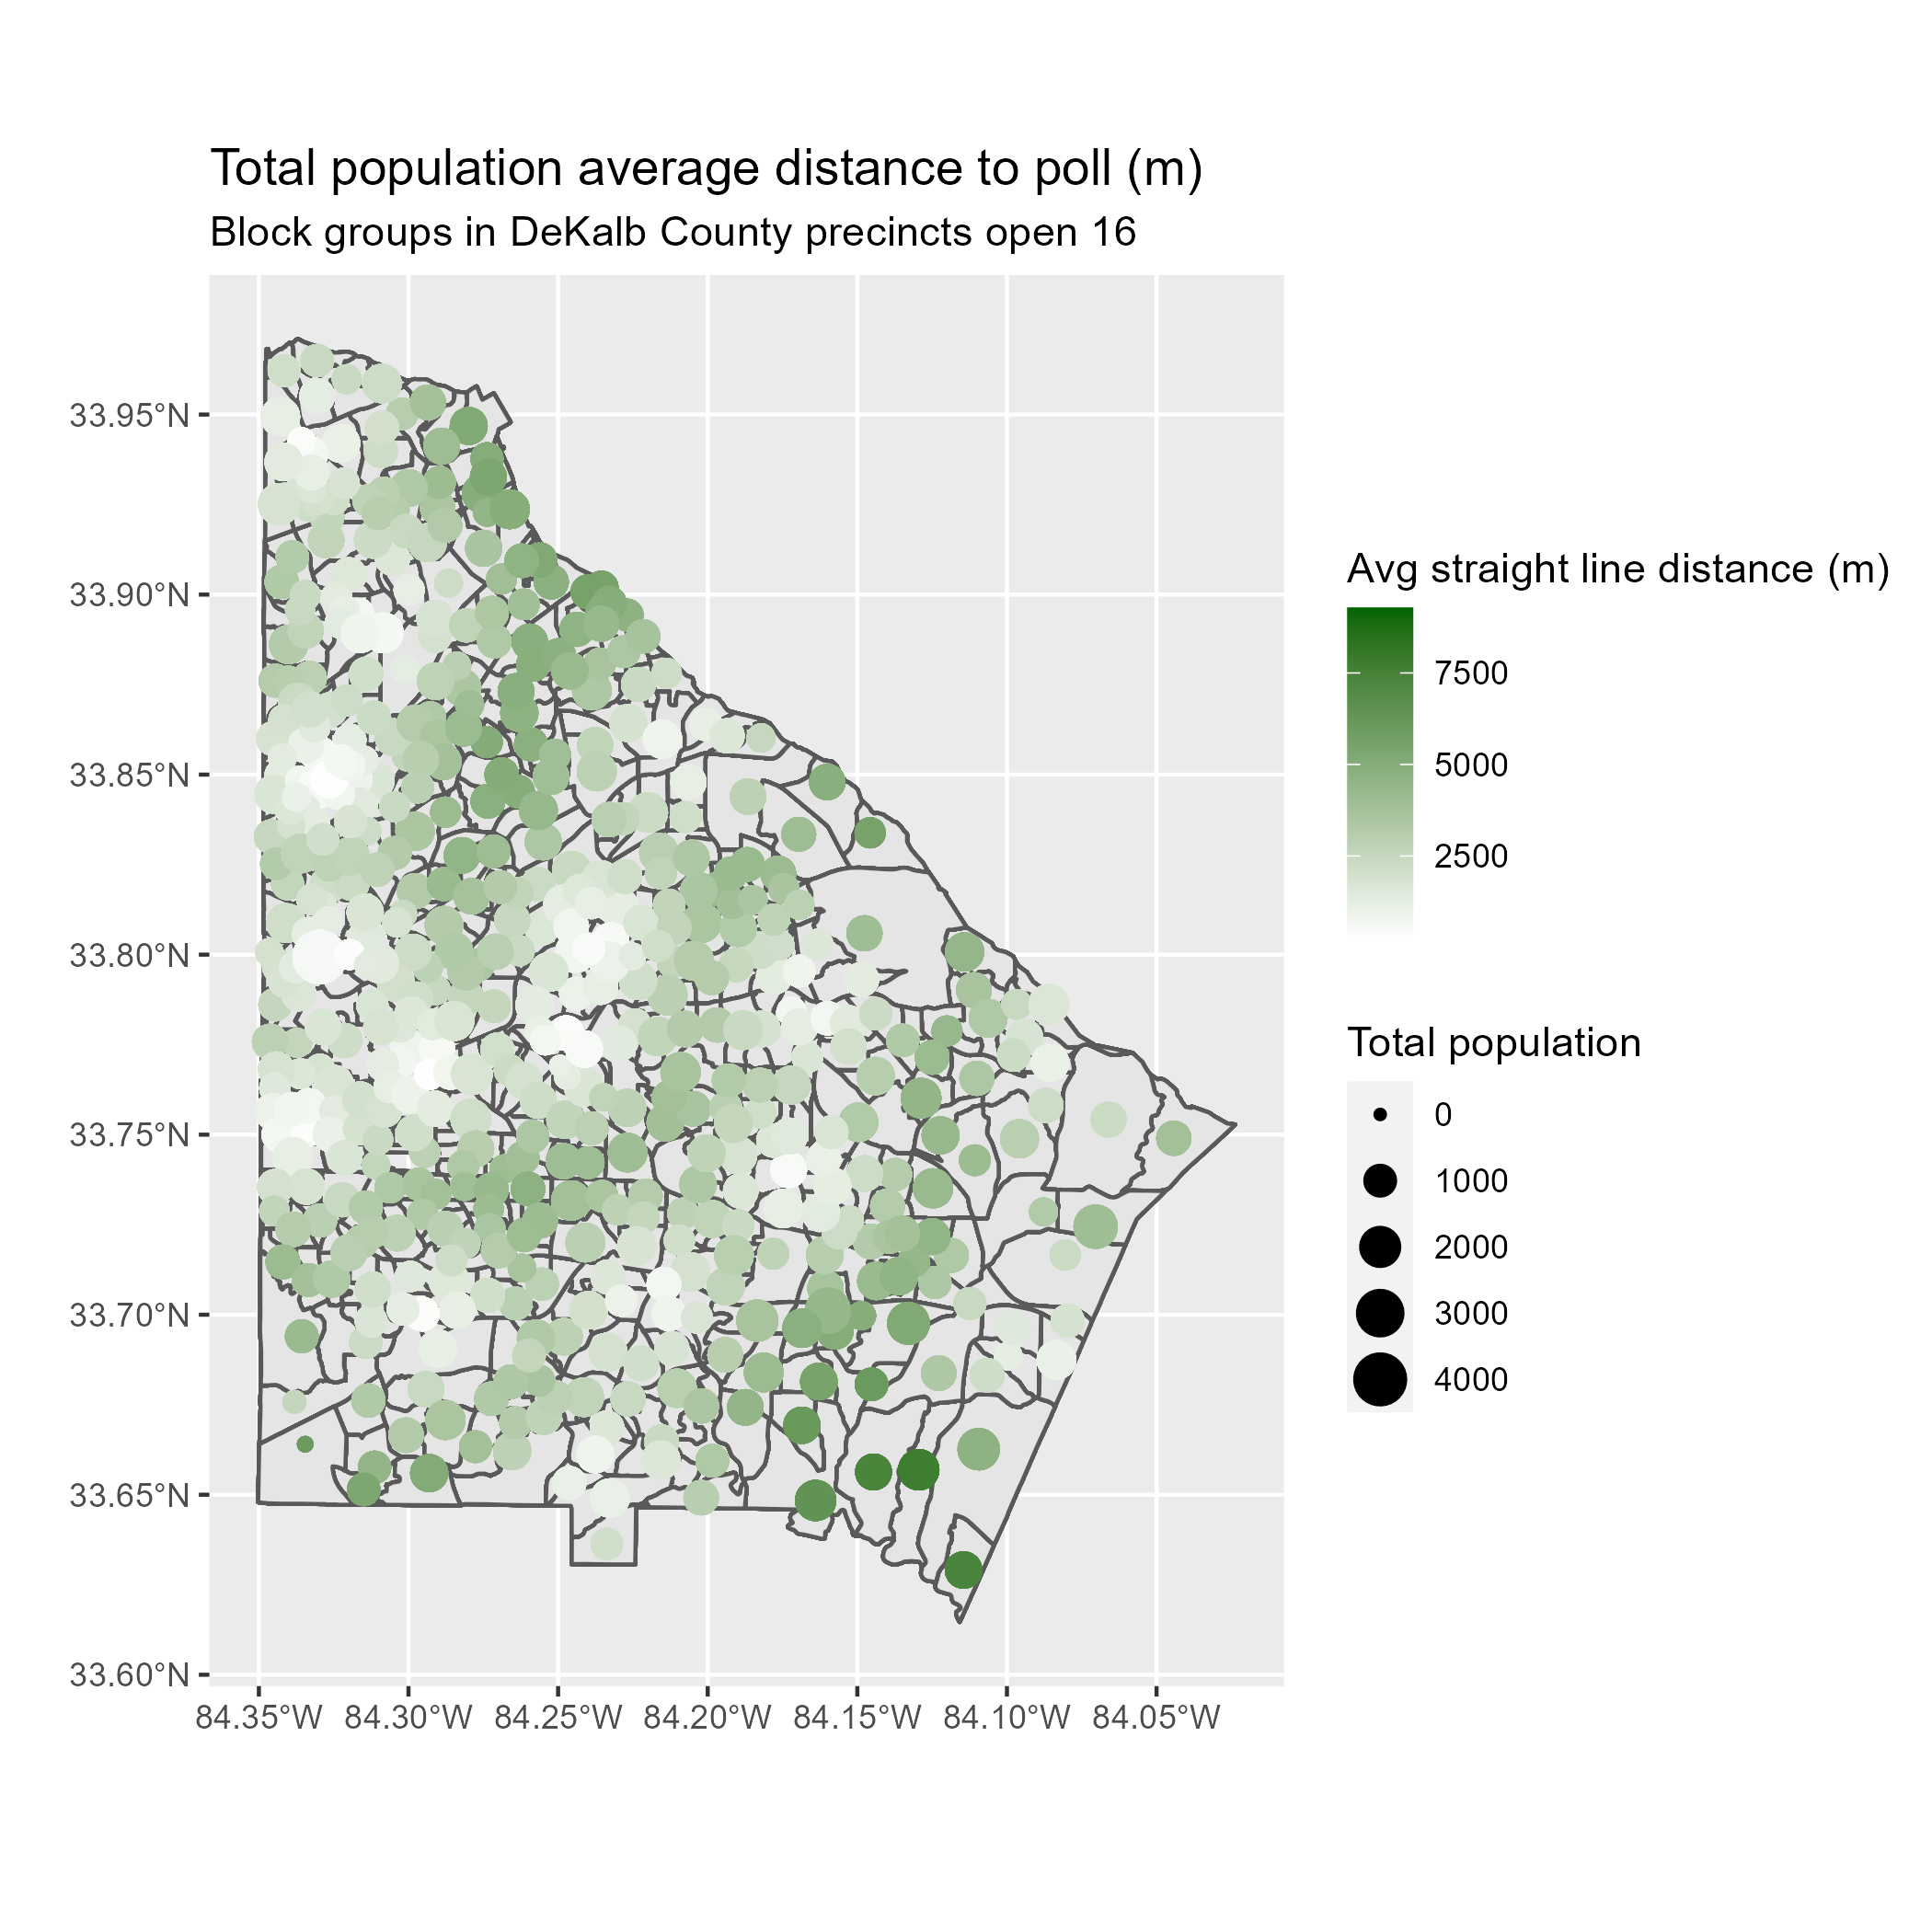 Total population average distance to poll (m)
Block groups in DeKalb County precincts open 16
33.95°N
33.90°N
33.85°N
33.80°N
33.75°N
33.70°N
33.65°N
33.60°N
84.35°W 84.30°W 84.25°W 84.20°W 84.15°W 84.10°W 84.05°W
Avg straight line distance (m)
7500
5000
2500
Total population
0
1000
2000
3000
4000